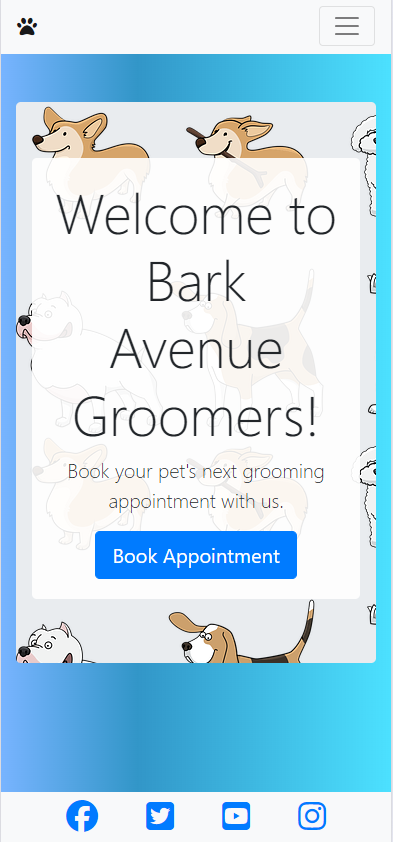 Welcome to
Bark
Avenue
Groomers!
Book your pet's next grooming
appointment with us.
Book Appointment